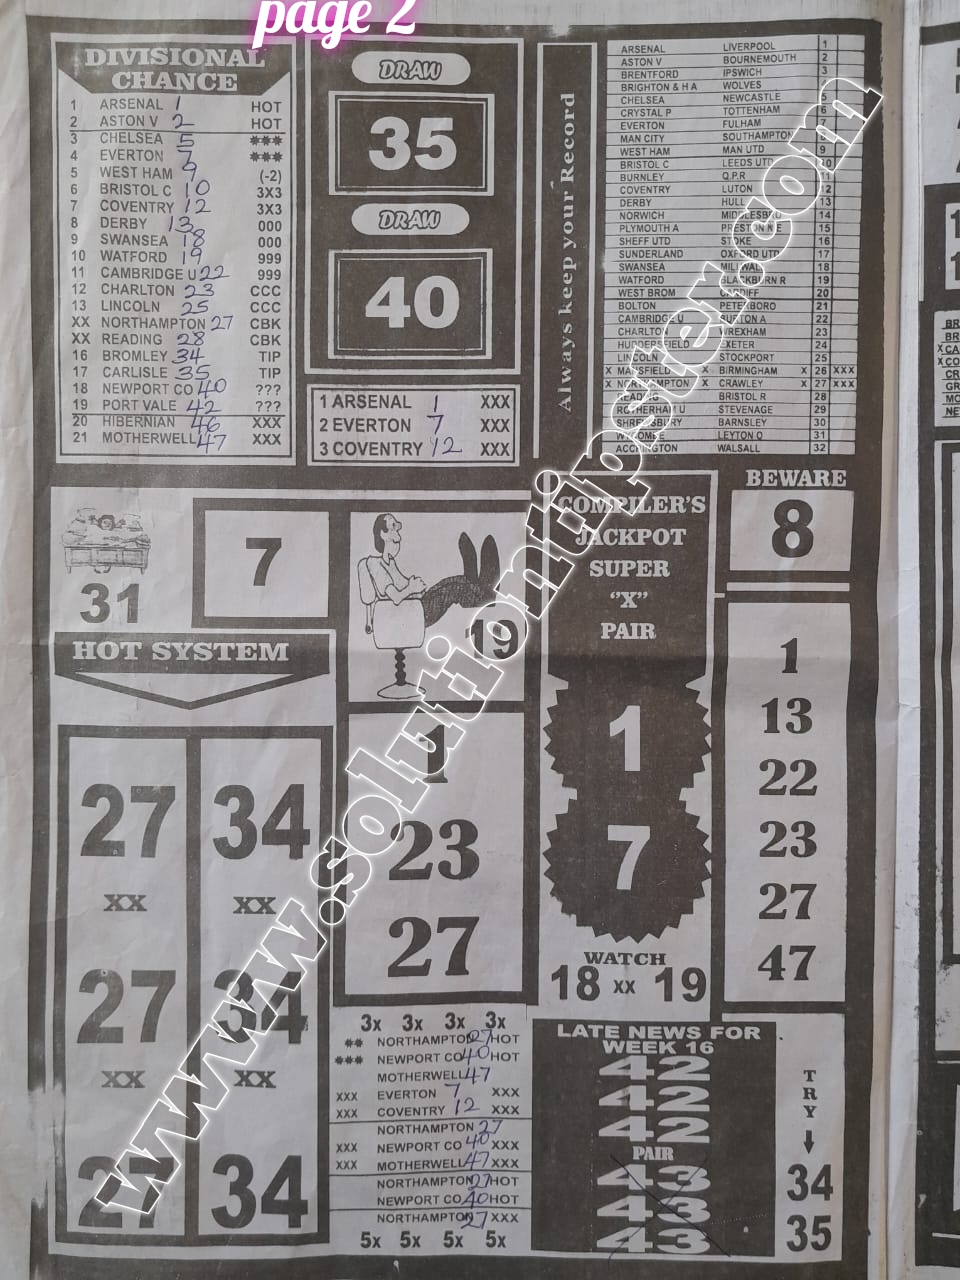 page 2
DIVISIONAL
CHANCE
1 ARSENAL 1 HOT
2 ASTON V 2 HOT
3 CHELSEA 5 ***
4 EVERTON 7 ***
5 WEST HAM 9 (-2)
6 BRISTOL C 10 3X3
7 COVENTRY 12 3X3
8 DERBY 13 000
9 SWANSEA 18 000
10 WATFORD 19 999
11 CAMBRIDGE U 22 999
12 CHARLTON 23 CCC
13 LINCOLN 25 CCC
XX NORTHAMPTON 27 CBK
XX READING 28 CBK
16 BROMLEY 34 TIP
17 CARLISLE 35 TIP
18 NEWPORT CO 40 ???
19 PORT VALE 42 ???
20 HIBERNIAN 46 XXX
21 MOTHERWELL 47 XXX
DRAW
35
DRAW
40
1 ARSENAL 1 XXX
2 EVERTON 7 XXX
3 COVENTRY 12 XXX
Always keep your Record
ARSENAL LIVERPOOL 1
ASTON V BOURNEMOUTH 2
BRENTFORD IPSWICH 3
BRIGHTON & H A WOLVES 4
CHELSEA NEWCASTLE 5
CRYSTAL P TOTTENHAM 6
EVERTON FULHAM 7
MAN CITY SOUTHAMPTON 8
WEST HAM MAN UTD 9
BRISTOL C LEEDS UTD 10
BURNLEY Q.P.R 11
COVENTRY LUTON 12
DERBY HULL 13
NORWICH MIDDLESBRO 14
PLYMOUTH A PRESTON N E 15
SHEFF UTD STOKE 16
SUNDERLAND OXFORD UTD 17
SWANSEA MILLWALL 18
WATFORD BLACKBURN R 19
WEST BROM CARDIFF 20
BOLTON PETERBORO 21
CAMBRIDGE U BURTON A 22
CHARLTON WREXHAM 23
HUDDERSFIELD EXETER 24
LINCOLN STOCKPORT 25
X MANSFIELD X BIRMINGHAM X 26 XXX
X NORTHAMPTON X CRAWLEY X 27 XXX
READING BRISTOL R 28
ROTHERHAM U STEVENAGE 29
SHREWSBURY BARNSLEY 30
WYCOMBE LEYTON O 31
ACCRINGTON WALSALL 32
31
7
19
COMPILER'S
JACKPOT
SUPER
"X"
PAIR
1
7
WATCH
18 XX 19
BEWARE
8
1
13
22
23
27
47
HOT SYSTEM
27 34
XX XX
27 34
XX XX
27 34
1
23
27
3x 3x 3x 3x
** NORTHAMPTON 27 HOT
*** NEWPORT CO 40 HOT
MOTHERWELL 47
XXX EVERTON 7 XXX
XXX COVENTRY 12 XXX
NORTHAMPTON 27
XXX NEWPORT CO 40 XXX
XXX MOTHERWELL 47 XXX
NORTHAMPTON 27 HOT
NEWPORT CO 40 HOT
NORTHAMPTON 27 XXX
5x 5x 5x 5x
LATE NEWS FOR
WEEK 16
42
42
42
PAIR
43
43
43
TRY
34
35
www.solutiontipster.com